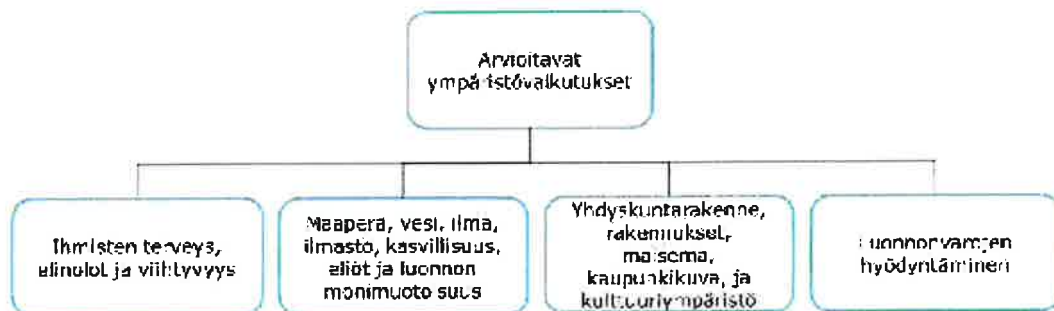 Arvioitavat
ympäristövaikutukset
Ihmisten terveys,
elinolot ja viihtyvyys
Maaperä, vesi, ilma,
ilmasto, kasvillisuus,
eliöt ja luonnon
monimuotoisuus
Yhdyskuntarakenne,
rakennukset,
maisema,
kaupunkikuva, ja
kulttuuriympäristö
Luonnonvarojen
hyödyntäminen